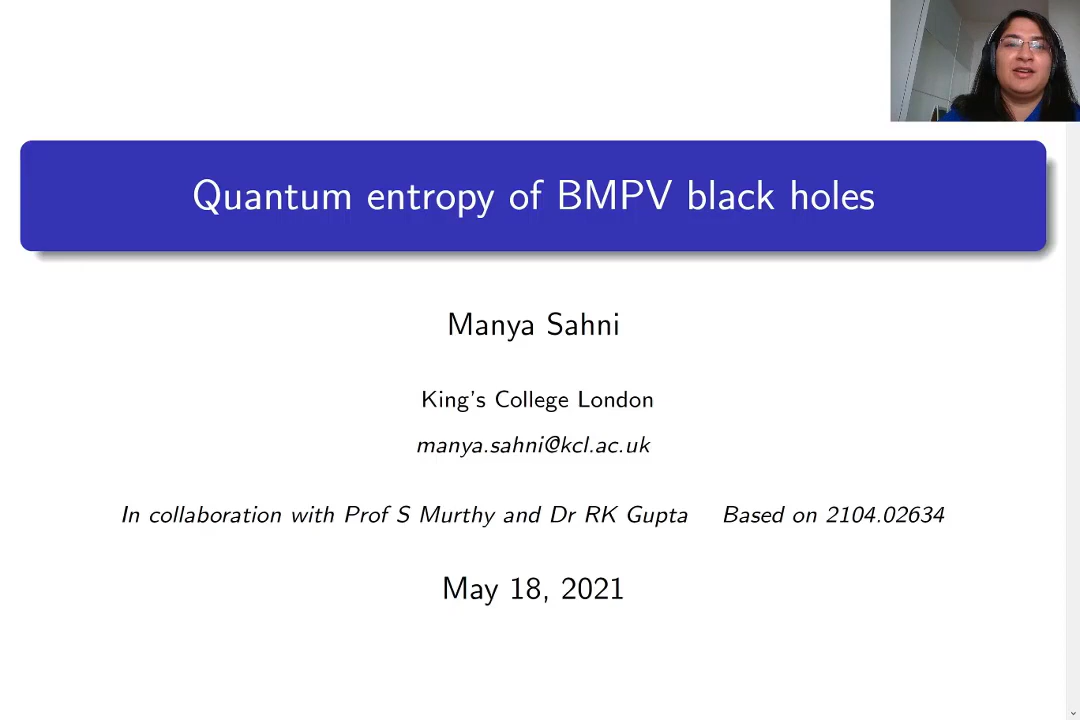 Quantum entropy of BMPV black holes
Manya Sahni
King's College London
manya.sahni@kcl.ac.uk
In collaboration with Prof S Murthy and Dr RK Gupta Based on 2104.02634
May 18, 2021